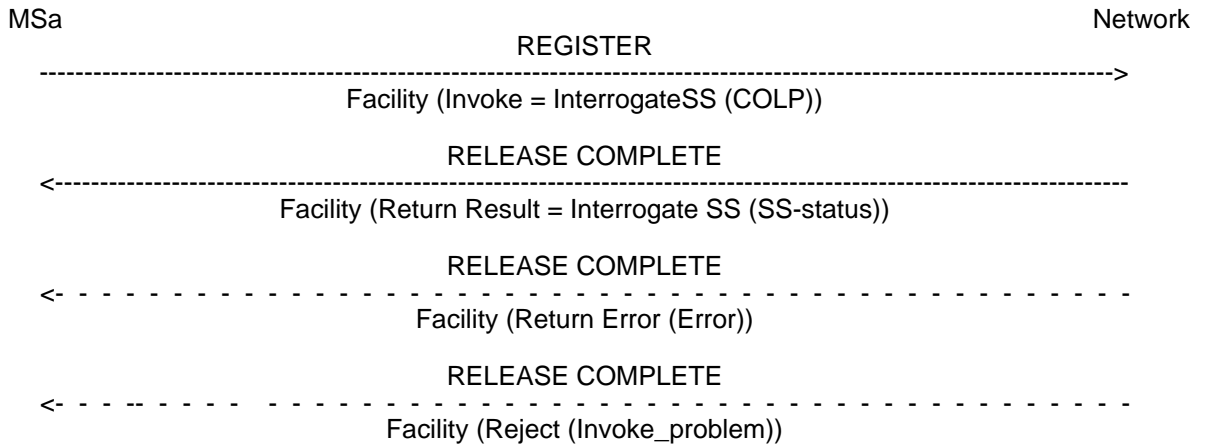 MSa Network
REGISTER
------------------------------------------------------------------------------------------------------------------------>
Facility (Invoke = InterrogateSS (COLP))
RELEASE COMPLETE
<------------------------------------------------------------------------------------------------------------------------
Facility (Return Result = Interrogate SS (SS-status))
RELEASE COMPLETE
<- - - - - - - - - - - - - - - - - - - - - - - - - - - - - - - - - - - - - - - - - - - - - -
Facility (Return Error (Error))
RELEASE COMPLETE
<- - - -- - - - - - - - - - - - - - - - - - - - - - - - - - - - - - - - - - - - - - - - - -
Facility (Reject (Invoke_problem))